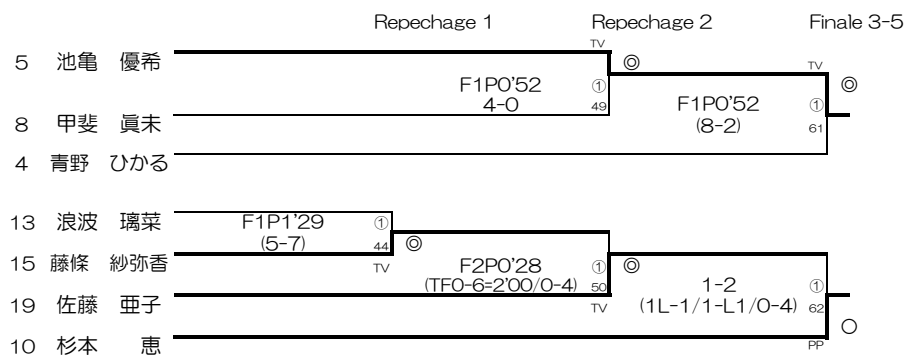 Repechage 1 Repechage 2 Finale 3-5
TV
5 池亀 優希 ◎ TV
F1P0'52 ① ◎
4-0 49 F1P0'52 ①
8 甲斐 眞未 (8-2) 61
4 青野 ひかる
13 浪波 璃菜 F1P1'29 ①
(5-7) 44 ◎
15 藤條 紗弥香 TV F2P0'28 ① ◎
(TF0-6=2'00/0-4) 50 1-2 ①
19 佐藤 亜子 TV (1L-1/1-L1/0-4) 62
○
10 杉本 恵 PP